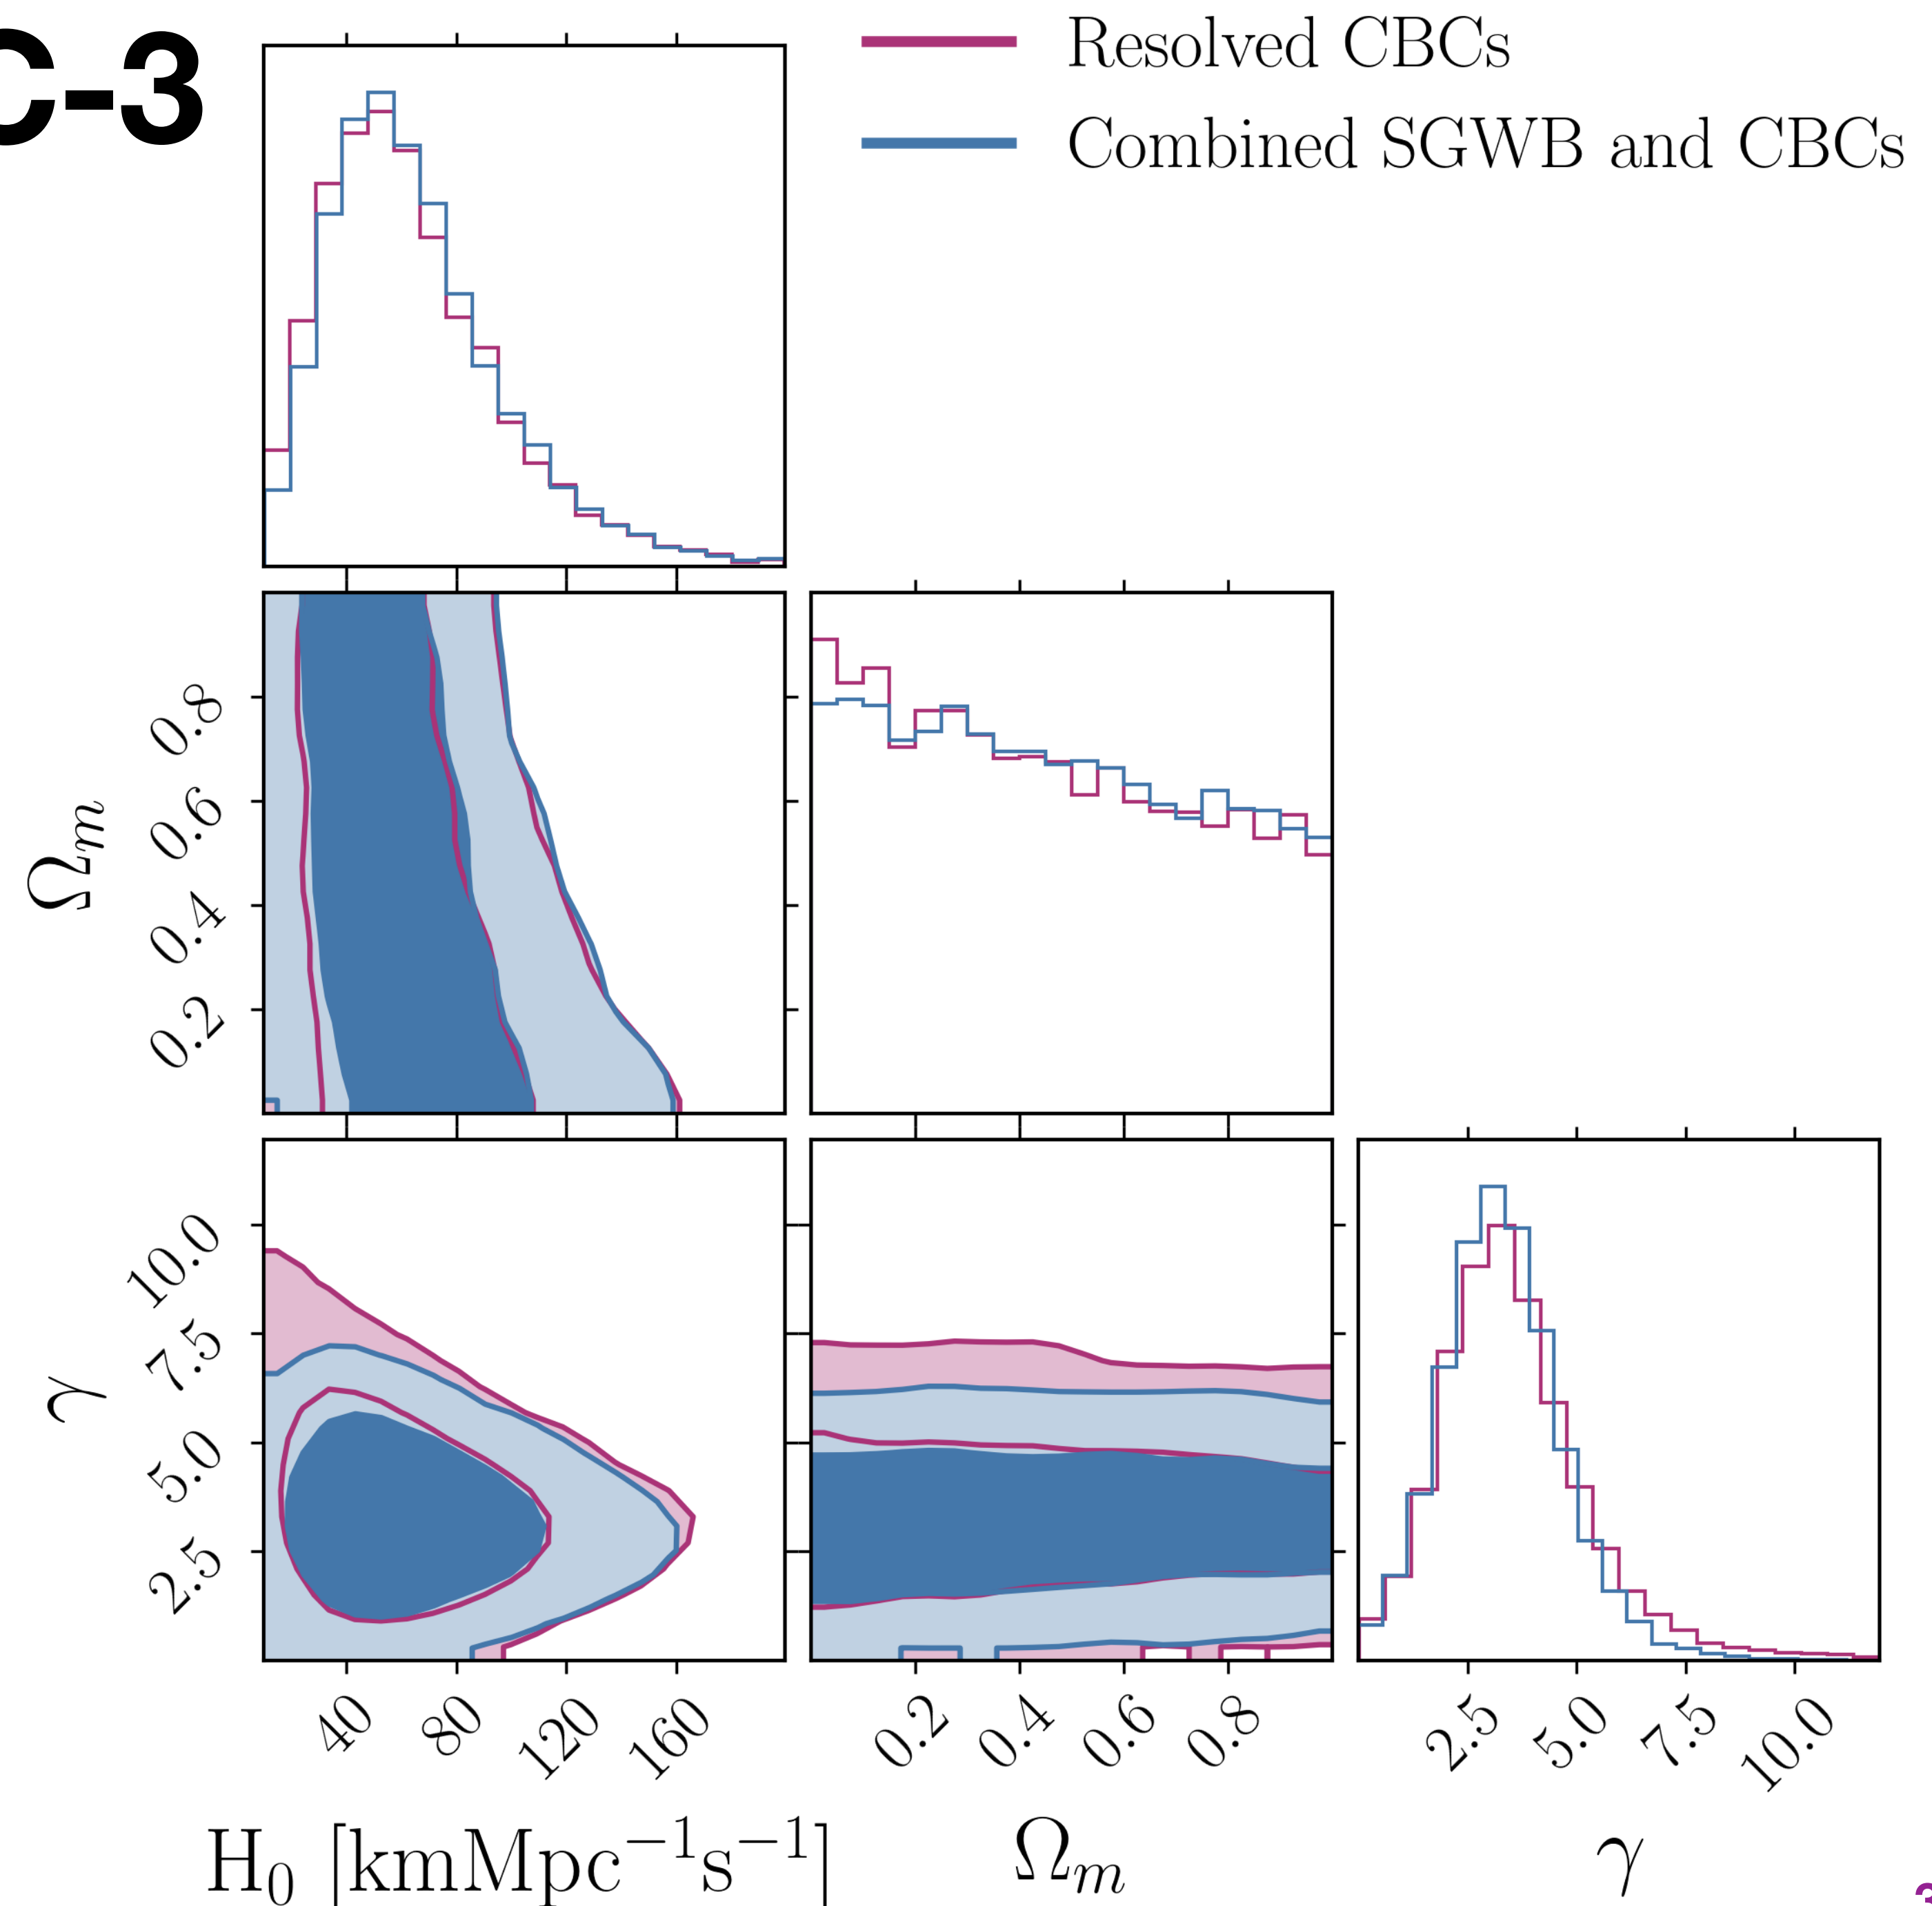 C-3
Resolved CBCs
Combined SGWB and CBCs
Ωm
0.8
0.6
0.4
0.2
γ
10.0
7.5
5.0
2.5
40 80 120 160
0.2 0.4 0.6 0.8
2.5 5.0 7.5 10.0
H₀ [kmMpc⁻¹s⁻¹]
Ωm
γ